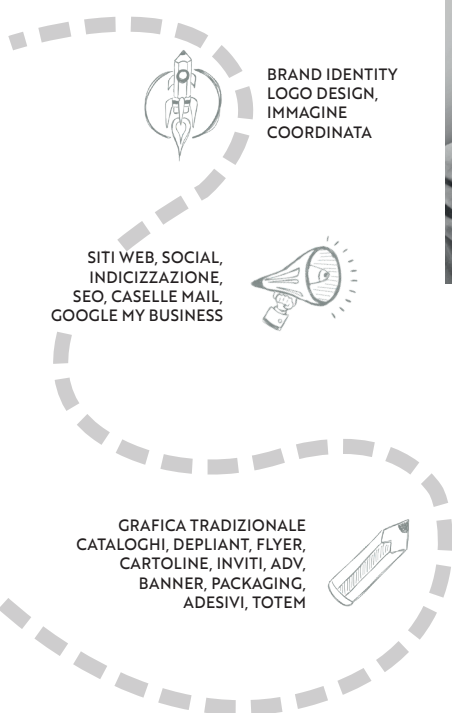 BRAND IDENTITY
LOGO DESIGN,
IMMAGINE
COORDINATA
SITI WEB, SOCIAL,
INDICIZZAZIONE,
SEO, CASELLE MAIL,
GOOGLE MY BUSINESS
GRAFICA TRADIZIONALE
CATALOGHI, DEPLIANT, FLYER,
CARTOLINE, INVITI, ADV,
BANNER, PACKAGING,
ADESIVI, TOTEM